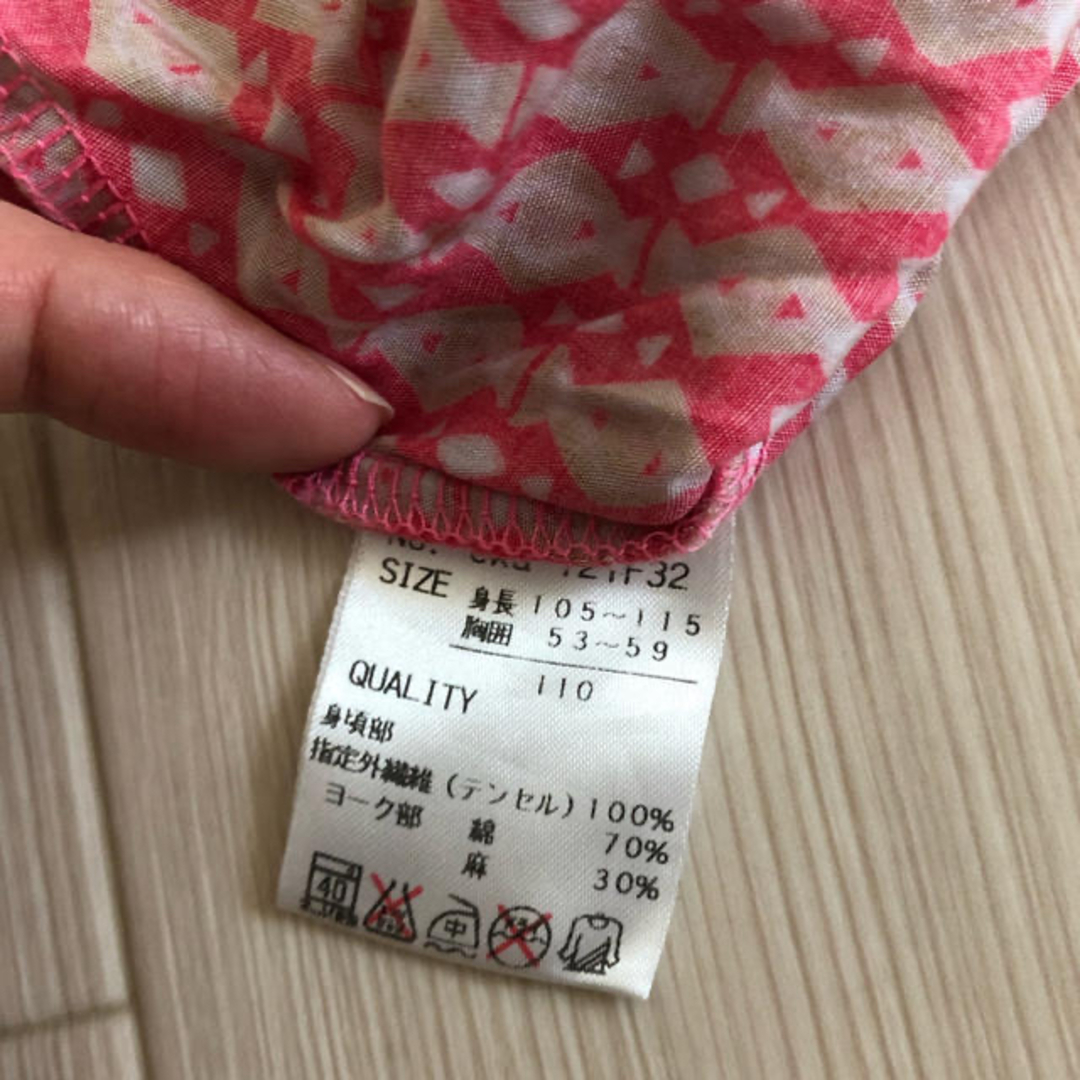 SIZE 身長 105〜115
胸囲 53〜59
110
QUALITY
身頃部
指定外繊維(テンセル)100%
ヨーク部 綿 70%
麻 30%
40
中